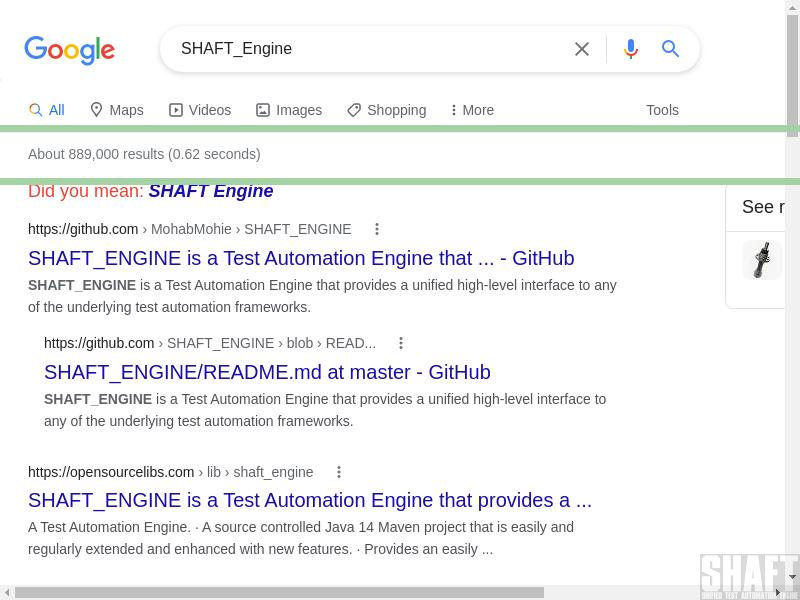 Google
SHAFT_Engine
All
Maps
Videos
Images
Shopping
More
Tools
About 889,000 results (0.62 seconds)
Did you mean: SHAFT Engine
https://github.com › MohabMohie › SHAFT_ENGINE
SHAFT_ENGINE is a Test Automation Engine that ... - GitHub
SHAFT_ENGINE is a Test Automation Engine that provides a unified high-level interface to any
of the underlying test automation frameworks.
See r
https://github.com › SHAFT_ENGINE › blob › READ...
SHAFT_ENGINE/README.md at master - GitHub
SHAFT_ENGINE is a Test Automation Engine that provides a unified high-level interface to
any of the underlying test automation frameworks.
https://opensourcelibs.com › lib › shaft_engine
SHAFT_ENGINE is a Test Automation Engine that provides a ...
A Test Automation Engine. · A source controlled Java 14 Maven project that is easily and
regularly extended and enhanced with new features. · Provides an easily ...
SHAFT
UNIFIED TEST AUTOMATION ENGINE